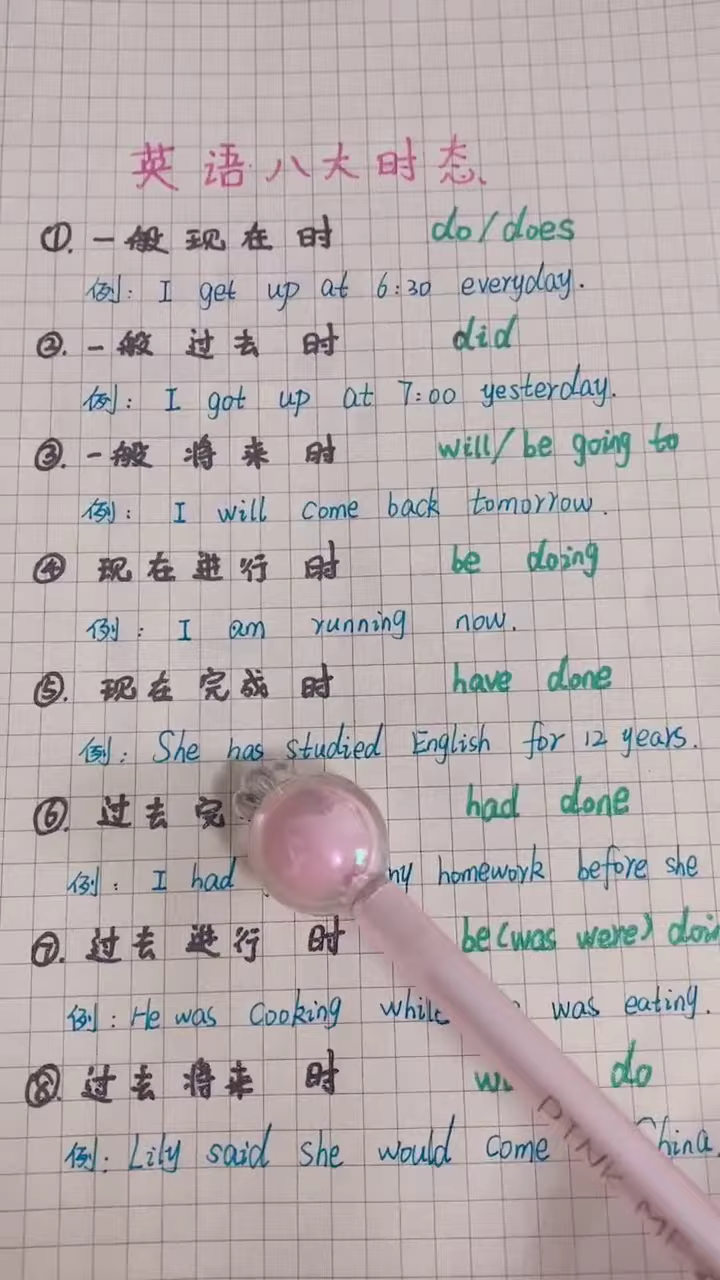 英语八大时态
①. 一般现在时 do/does
例: I get up at 6:30 everyday.
②. 一般过去时 did
例: I got up at 7:00 yesterday.
③. 一般将来时 will/be going to
例: I will come back tomorrow.
④ 现在进行时 be doing
例: I am running now.
⑤. 现在完成时 have done
例: She has studied English for 12 years.
⑥. 过去完 had done
例: I had homework before she
⑦. 过去进行时 be(was were)
例: He was cooking while was eating.
⑧. 过去将来时 do
例: Lily said she would come China.
PINK